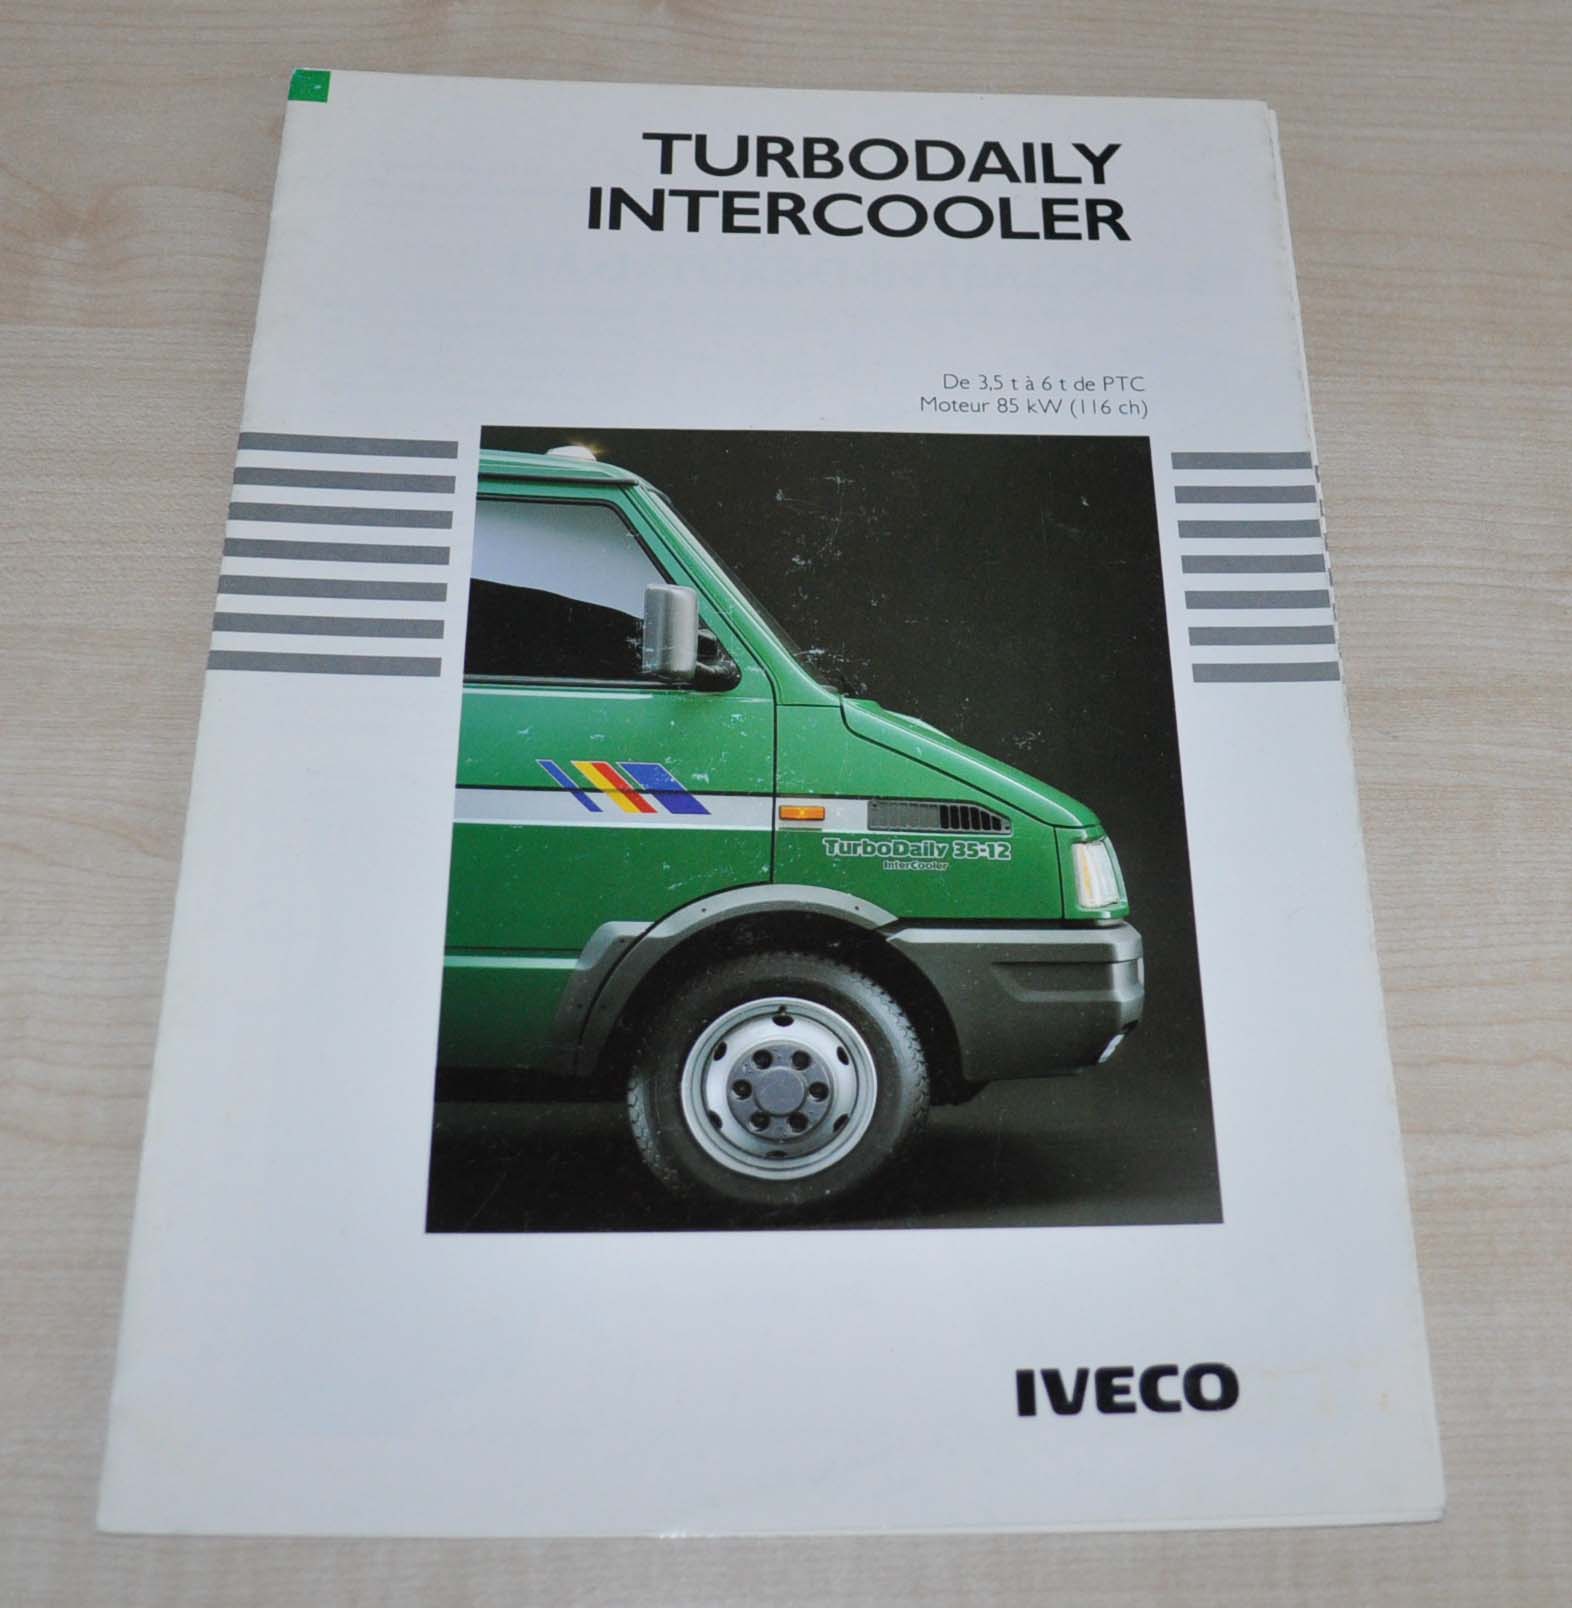 TURBODAILY
INTERCOOLER
De 3,5 t à 6 t de PTC
Moteur 85 kW (116 ch)
TurboDaily 35-12
InterCooler
IVECO